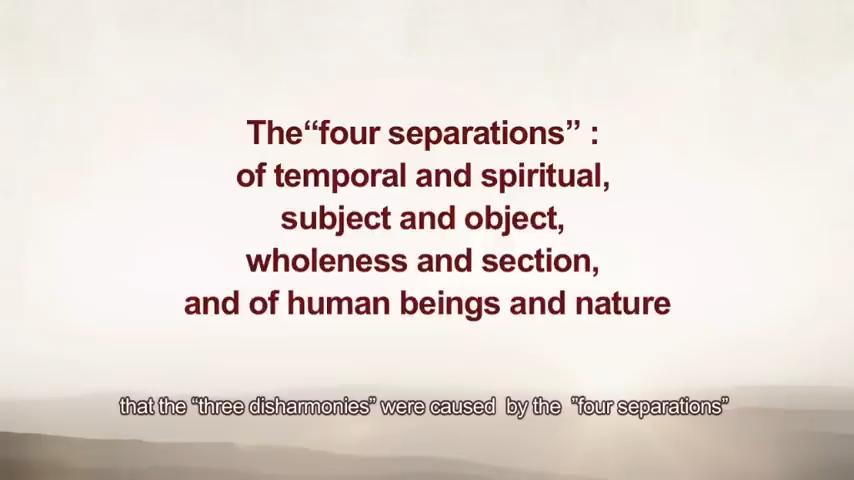 The“four separations” :
of temporal and spiritual,
subject and object,
wholeness and section,
and of human beings and nature
that the “three disharmonies” were caused  by the  ”four separations”